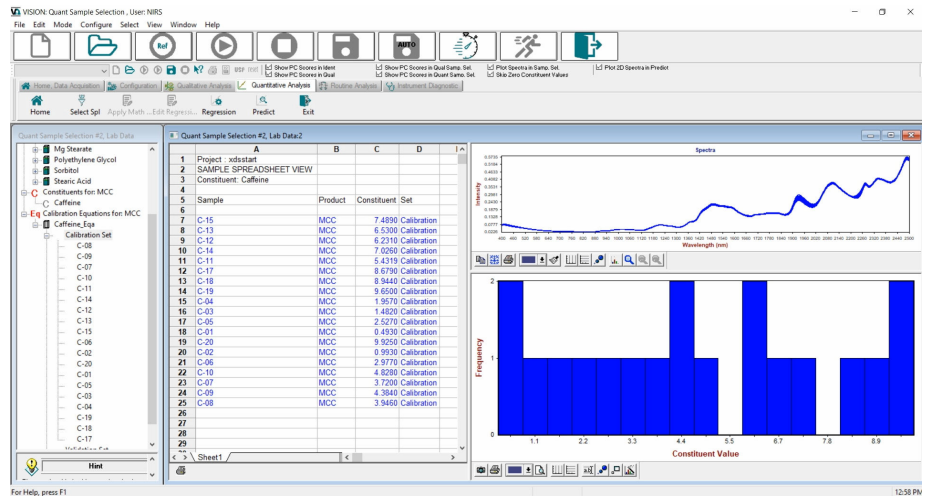 VISION: Quant Sample Selection , User: NIRS
File Edit Mode Configure Select View Window Help
Ref
AUTO
Show PC Scores in Ident
Show PC Scores in Qual
Show PC Scores in Qual Samp. Sel.
Show PC Scores in Quant Samp. Sel.
Plot Spectra in Samp. Sel.
Skip Zero Constituent Values
Plot 2D Spectra in Predict
Home, Data Acquisition Configuration Qualitative Analysis Quantitative Analysis Routine Analysis Instrument Diagnostic
Home Select Spl Apply Math ... Edit Regressi... Regression Predict Exit
Quant Sample Selection #2, Lab Data
Mg Stearate
Polyethylene Glycol
Sorbitol
Stearic Acid
C Constituents for: MCC
C Caffeine
Eq Calibration Equations for: MCC
Caffeine_Eqa
Calibration Set
C-08
C-09
C-07
C-10
C-11
C-14
C-12
C-13
C-15
C-06
C-02
C-20
C-01
C-05
C-03
C-04
C-19
C-18
C-17
Validation Set
Hint
Quant Sample Selection #2, Lab Data:2
A B C D
1 Project : xdsstart
2 SAMPLE SPREADSHEET VIEW
3 Constituent: Caffeine
4
5 Sample Product Constituent Set
6
7 C-15 MCC 7.4890 Calibration
8 C-13 MCC 6.5300 Calibration
9 C-12 MCC 6.2310 Calibration
10 C-14 MCC 7.0260 Calibration
11 C-11 MCC 5.4319 Calibration
12 C-17 MCC 8.6790 Calibration
13 C-18 MCC 8.9440 Calibration
14 C-19 MCC 9.6500 Calibration
15 C-04 MCC 1.9570 Calibration
16 C-03 MCC 1.4820 Calibration
17 C-05 MCC 2.5270 Calibration
18 C-01 MCC 0.4930 Calibration
19 C-20 MCC 9.9250 Calibration
20 C-02 MCC 0.9930 Calibration
21 C-06 MCC 2.9770 Calibration
22 C-10 MCC 4.8280 Calibration
23 C-07 MCC 3.7200 Calibration
24 C-09 MCC 4.3840 Calibration
25 C-08 MCC 3.9460 Calibration
26
27
28
29
Sheet1
Spectra
Intensity
Wavelength (nm)
2
1
0
Frequency
1.1 2.2 3.3 4.4 5.5 6.7 7.8 8.9
Constituent Value
For Help, press F1
12:58 PM